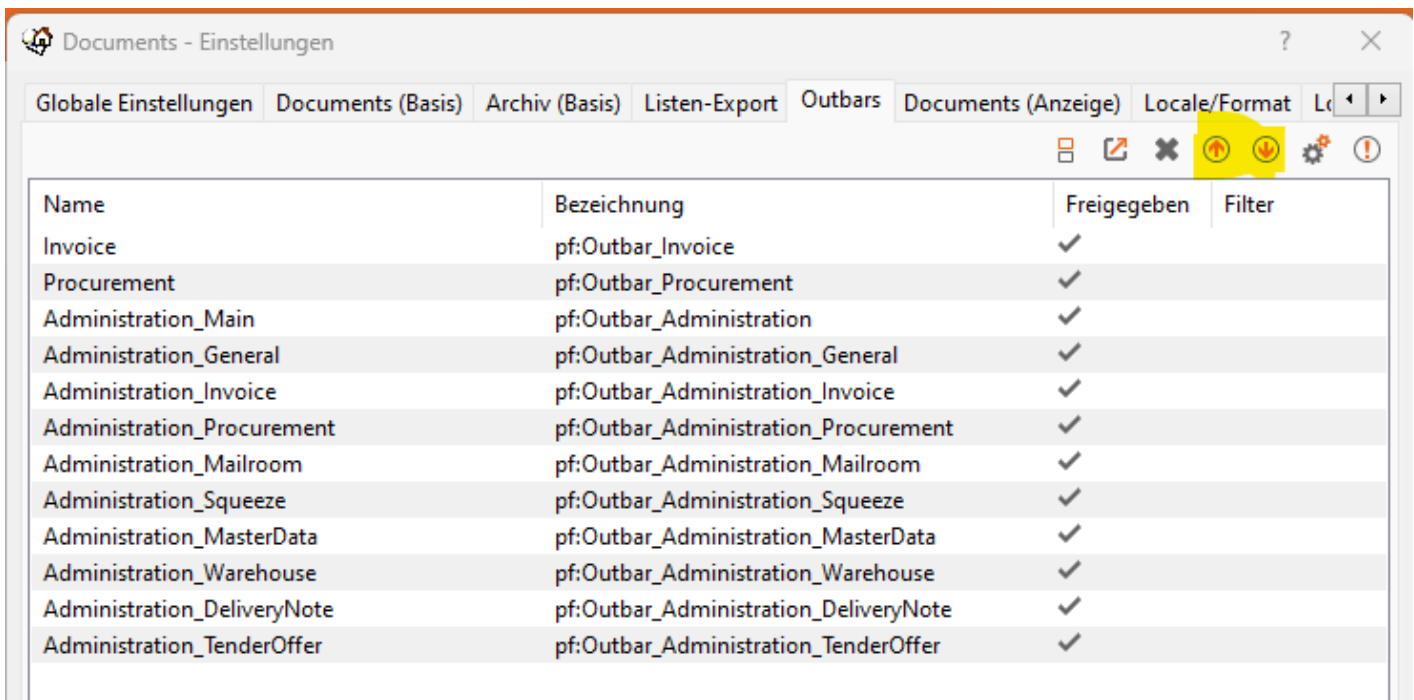 Documents - Einstellungen ?
Globale Einstellungen Documents (Basis) Archiv (Basis) Listen-Export Outbars Documents (Anzeige) Locale/Format
Name Bezeichnung Freigegeben Filter
Invoice pf:Outbar_Invoice
Procurement pf:Outbar_Procurement
Administration_Main pf:Outbar_Administration
Administration_General pf:Outbar_Administration_General
Administration_Invoice pf:Outbar_Administration_Invoice
Administration_Procurement pf:Outbar_Administration_Procurement
Administration_Mailroom pf:Outbar_Administration_Mailroom
Administration_Squeeze pf:Outbar_Administration_Squeeze
Administration_MasterData pf:Outbar_Administration_MasterData
Administration_Warehouse pf:Outbar_Administration_Warehouse
Administration_DeliveryNote pf:Outbar_Administration_DeliveryNote
Administration_TenderOffer pf:Outbar_Administration_TenderOffer